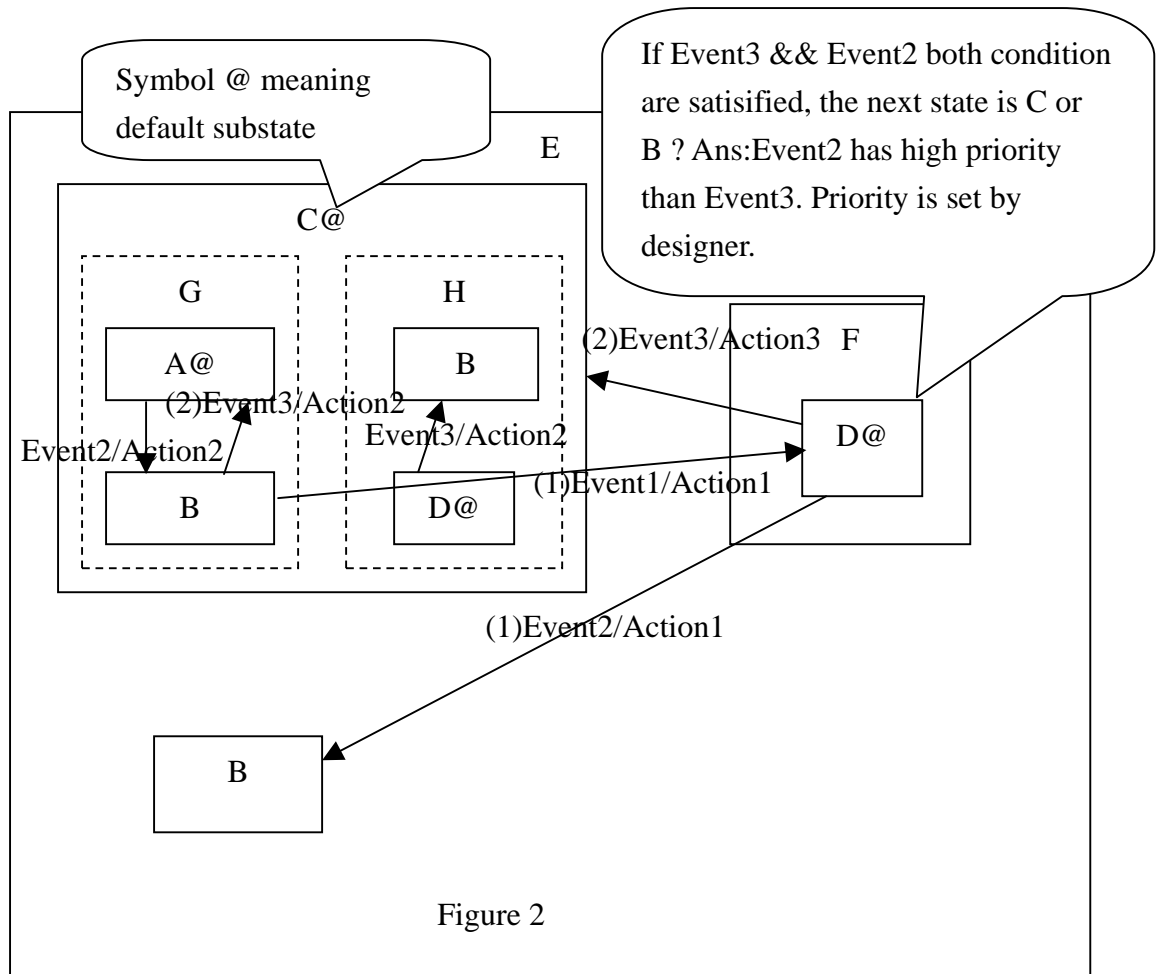 Symbol @ meaning
default substate
If Event3 && Event2 both condition
are satisified, the next state is C or
B ? Ans:Event2 has high priority
than Event3. Priority is set by
designer.
E
C@
G
H
A@
B
(2)Event3/Action3
F
(2)Event3/Action2
Event2/Action2
Event3/Action2
D@
(1)Event1/Action1
B
D@
(1)Event2/Action1
B
Figure 2